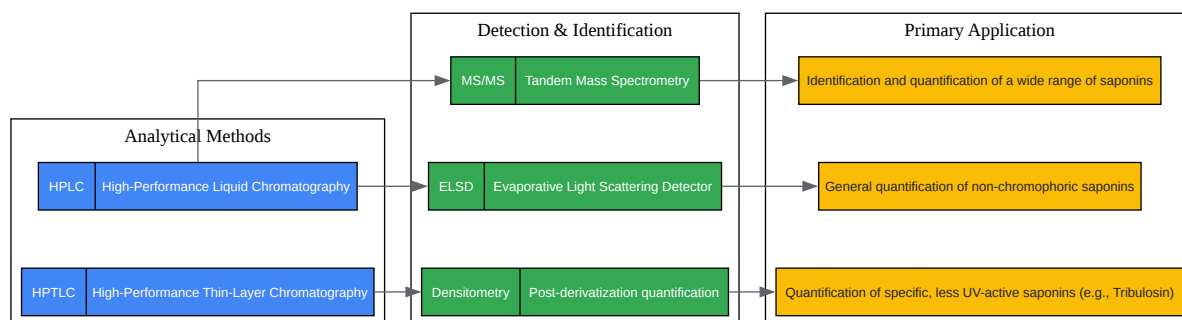 Detection & Identification
Primary Application
MS/MS Tandem Mass Spectrometry
Identification and quantification of a wide range of saponins
Analytical Methods
HPLC High-Performance Liquid Chromatography
ELSD Evaporative Light Scattering Detector
General quantification of non-chromophoric saponins
HPTLC High-Performance Thin-Layer Chromatography
Densitometry Post-derivatization quantification
Quantification of specific, less UV-active saponins (e.g., Tribulosin)